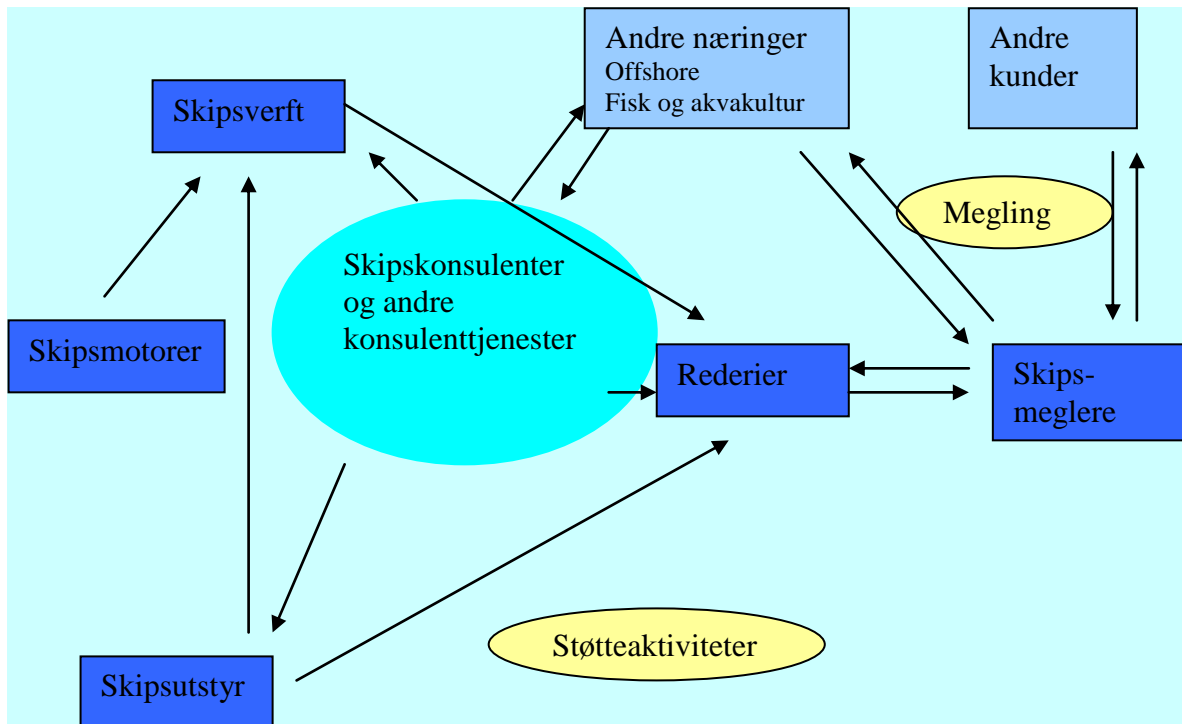 Andre næringer
Offshore
Fisk og akvakultur
Andre
kunder
Skipsverft
Megling
Skipskonsulenter
og andre
konsulenttjenester
Skipsmotorer
Rederier
Skips-
meglere
Støtteaktiviteter
Skipsutstyr